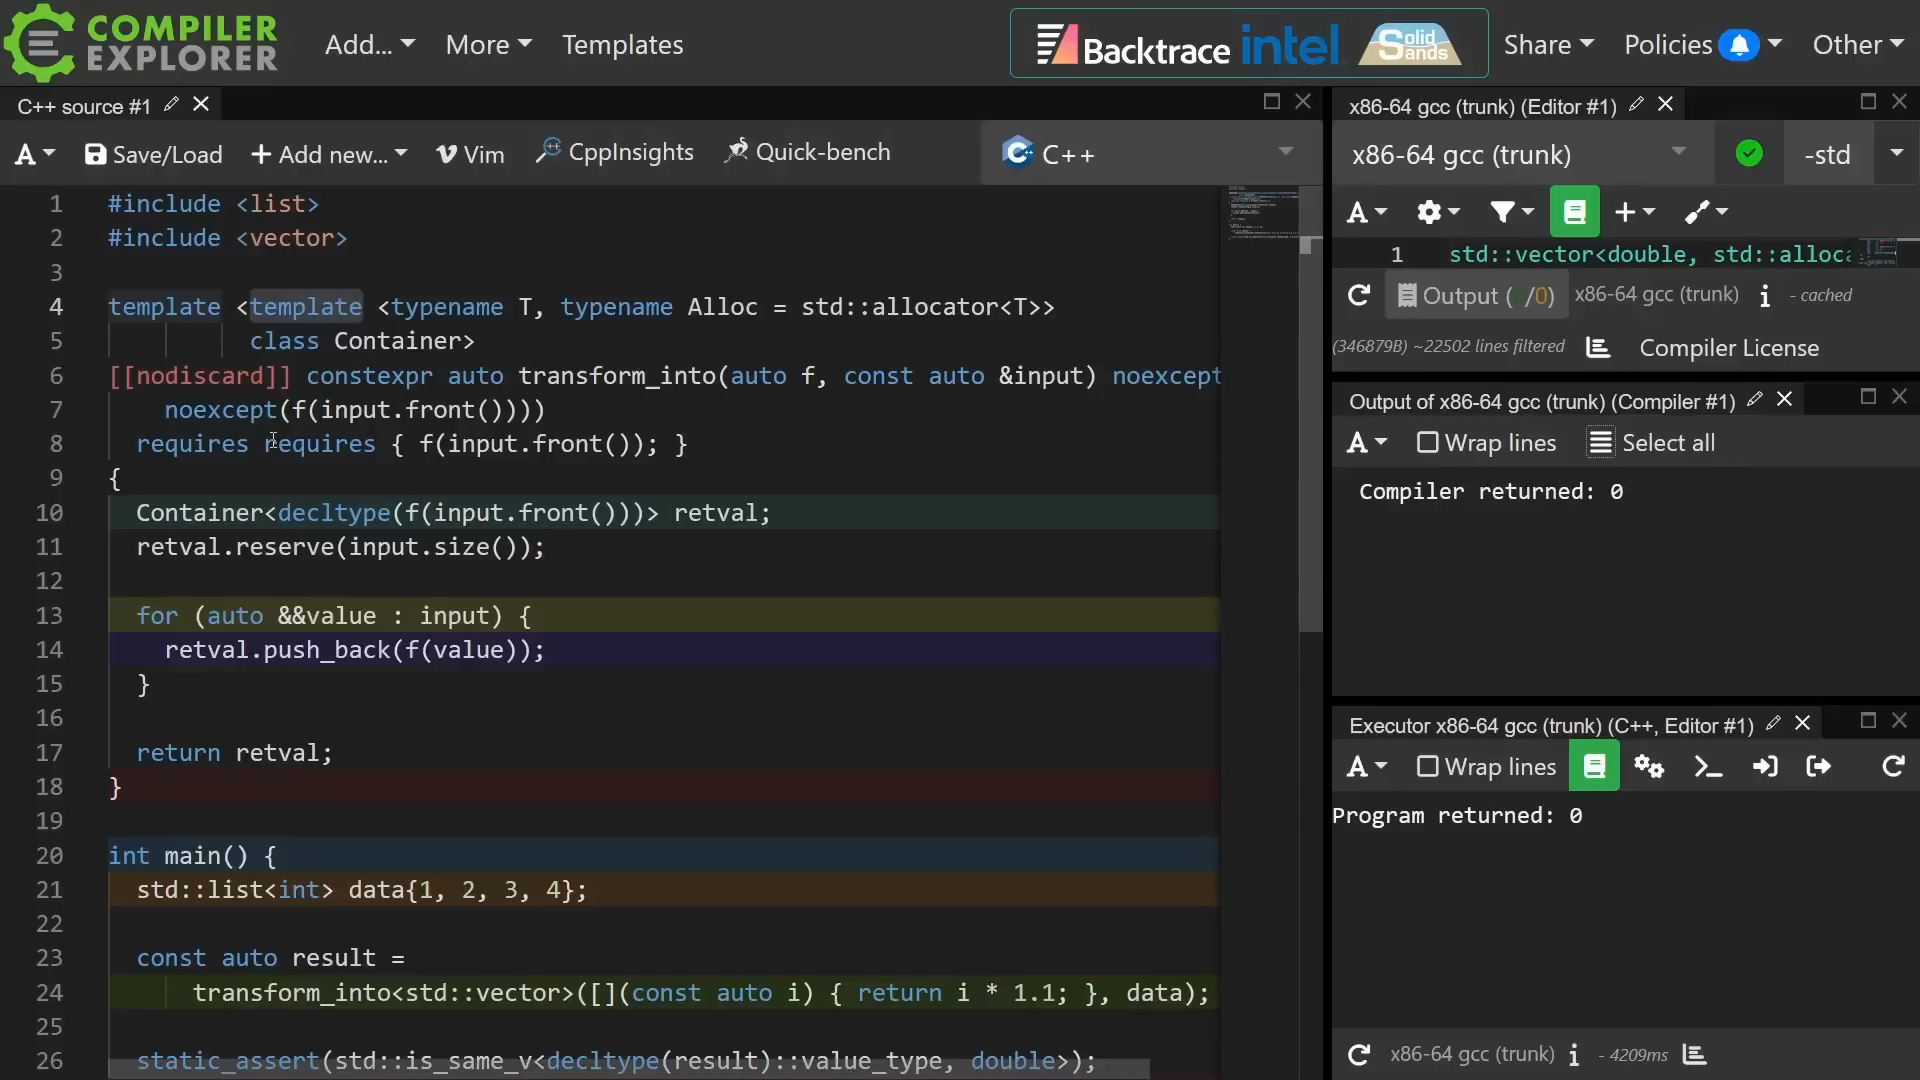 COMPILER
EXPLORER
Add...
More
Templates
Backtrace
intel
Solid
Sands
Share
Policies
Other
C++ source #1
A
Save/Load
Add new...
Vim
CppInsights
Quick-bench
C++
1 #include <list>
2 #include <vector>
3
4 template <template <typename T, typename Alloc = std::allocator<T>>
5 class Container>
6 [[nodiscard]] constexpr auto transform_into(auto f, const auto &input) noexcept
7 noexcept(f(input.front())))
8 requires requires { f(input.front()); }
9 {
10 Container<decltype(f(input.front()))> retval;
11 retval.reserve(input.size());
12
13 for (auto &&value : input) {
14 retval.push_back(f(value));
15 }
16
17 return retval;
18 }
19
20 int main() {
21 std::list<int> data{1, 2, 3, 4};
22
23 const auto result =
24 transform_into<std::vector>([](const auto i) { return i * 1.1; }, data);
25
26 static_assert(std::is_same_v<decltype(result)::value_type, double>);
x86-64 gcc (trunk) (Editor #1)
x86-64 gcc (trunk)
-std
A
1 std::vector<double, std::alloc
Output ( /0)
x86-64 gcc (trunk)
i
- cached
(346879B) ~22502 lines filtered
Compiler License
Output of x86-64 gcc (trunk) (Compiler #1)
A
Wrap lines
Select all
Compiler returned: 0
Executor x86-64 gcc (trunk) (C++, Editor #1)
A
Wrap lines
Program returned: 0
x86-64 gcc (trunk)
i
- 4209ms